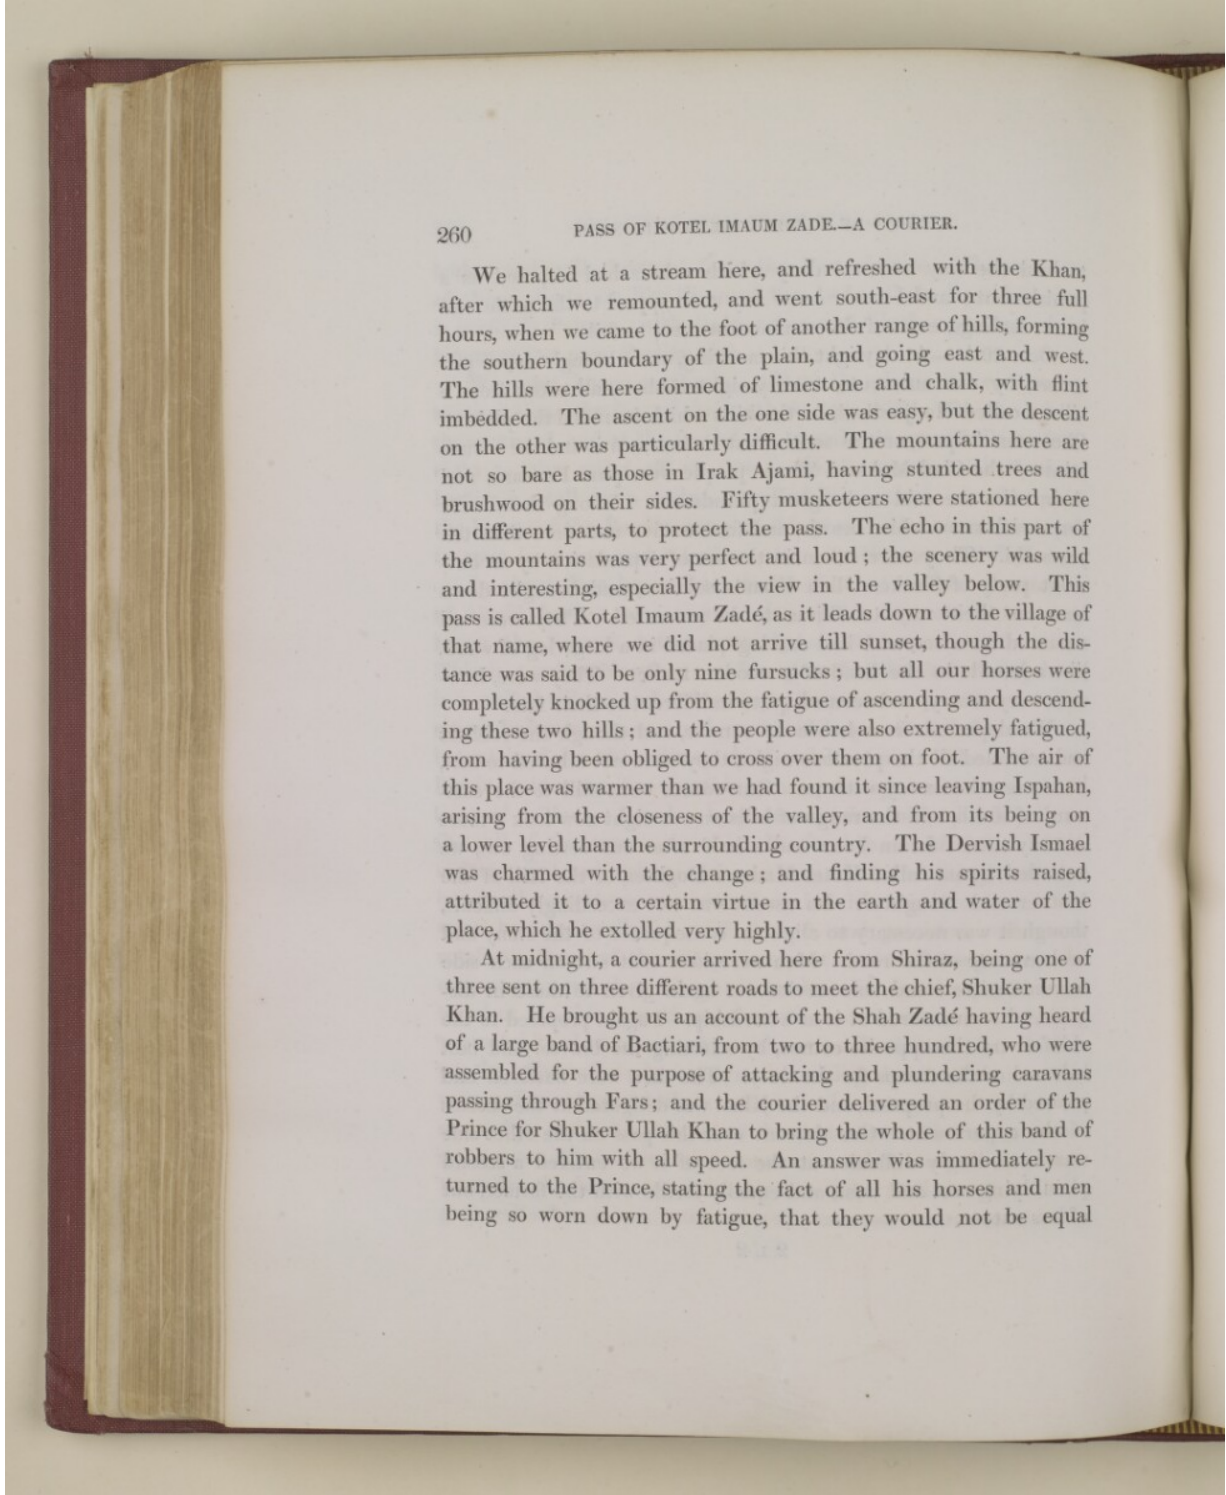 260 PASS OF KOTEL IMAUM ZADE.—A COURIER.
We halted at a stream here, and refreshed with the Khan,
after which we remounted, and went south-east for three full
hours, when we came to the foot of another range of hills, forming
the southern boundary of the plain, and going east and west.
The hills were here formed of limestone and chalk, with flint
imbedded. The ascent on the one side was easy, but the descent
on the other was particularly difficult. The mountains here are
not so bare as those in Irak Ajami, having stunted trees and
brushwood on their sides. Fifty musketeers were stationed here
in different parts, to protect the pass. The echo in this part of
the mountains was very perfect and loud; the scenery was wild
and interesting, especially the view in the valley below. This
pass is called Kotel Imaum Zadé, as it leads down to the village of
that name, where we did not arrive till sunset, though the dis-
tance was said to be only nine fursucks; but all our horses were
completely knocked up from the fatigue of ascending and descend-
ing these two hills; and the people were also extremely fatigued,
from having been obliged to cross over them on foot. The air of
this place was warmer than we had found it since leaving Ispahan,
arising from the closeness of the valley, and from its being on
a lower level than the surrounding country. The Dervish Ismael
was charmed with the change; and finding his spirits raised,
attributed it to a certain virtue in the earth and water of the
place, which he extolled very highly.
At midnight, a courier arrived here from Shiraz, being one of
three sent on three different roads to meet the chief, Shuker Ullah
Khan. He brought us an account of the Shah Zadé having heard
of a large band of Bactiari, from two to three hundred, who were
assembled for the purpose of attacking and plundering caravans
passing through Fars; and the courier delivered an order of the
Prince for Shuker Ullah Khan to bring the whole of this band of
robbers to him with all speed. An answer was immediately re-
turned to the Prince, stating the fact of all his horses and men
being so worn down by fatigue, that they would not be equal